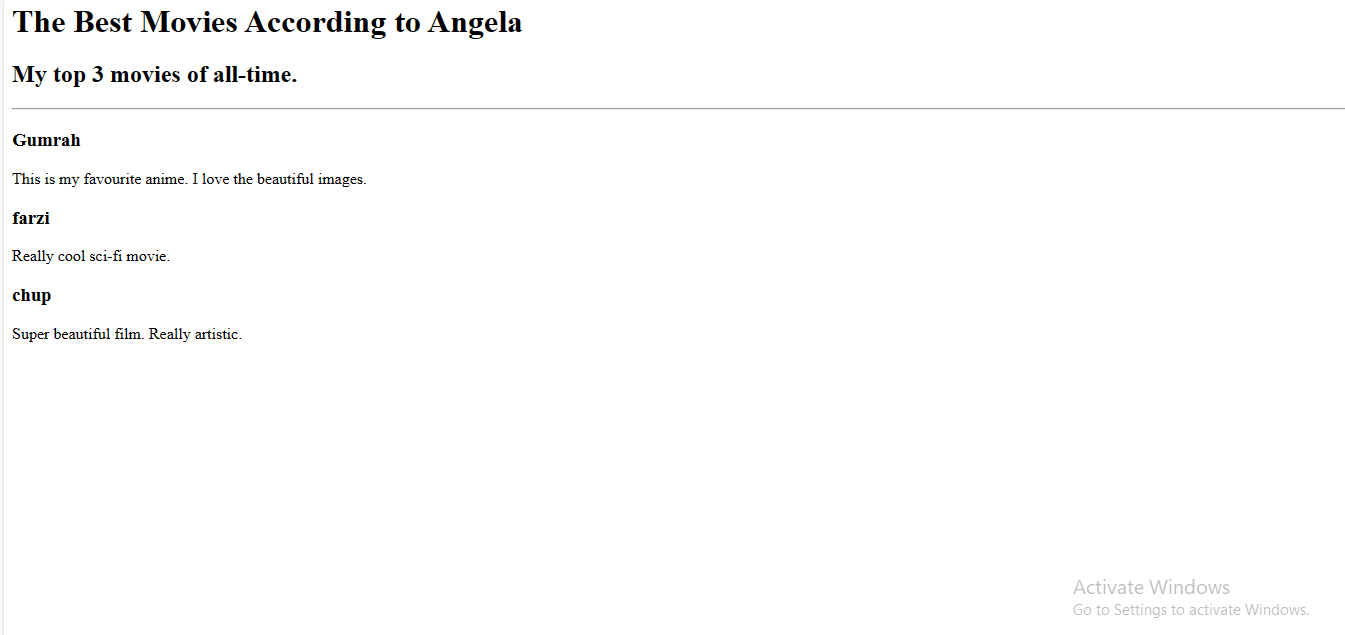 The Best Movies According to Angela
My top 3 movies of all-time.
Gumrah
This is my favourite anime. I love the beautiful images.
farzi
Really cool sci-fi movie.
chup
Super beautiful film. Really artistic.
Activate Windows
Go to Settings to activate Windows.